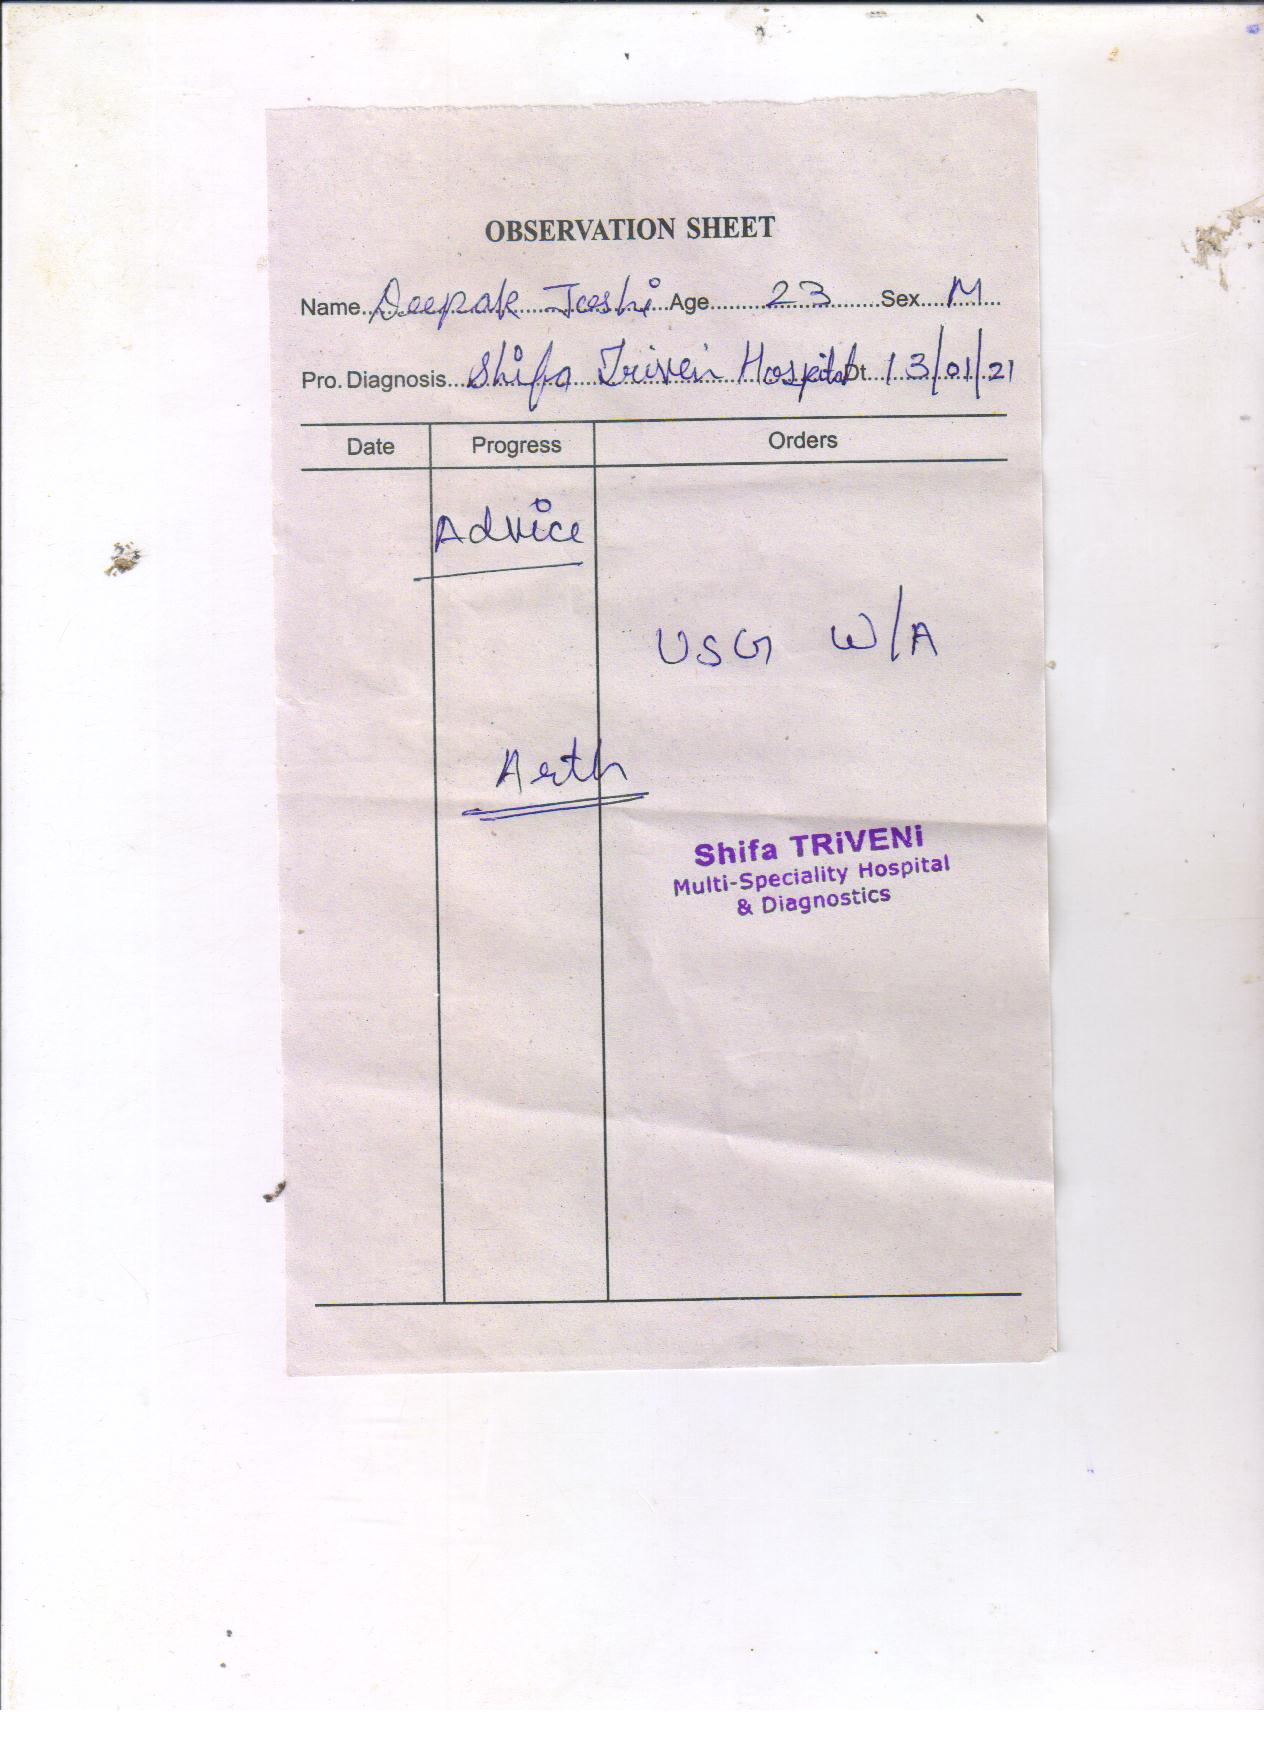 OBSERVATION SHEET
Name Deepak Joshi Age 23 Sex M
Pro. Diagnosis Shifa Trivein Hospital Dt. 13/01/21
Date Progress Orders
Advice
USG W/A
Shifa TRiVENi
Multi-Speciality Hospital
& Diagnostics